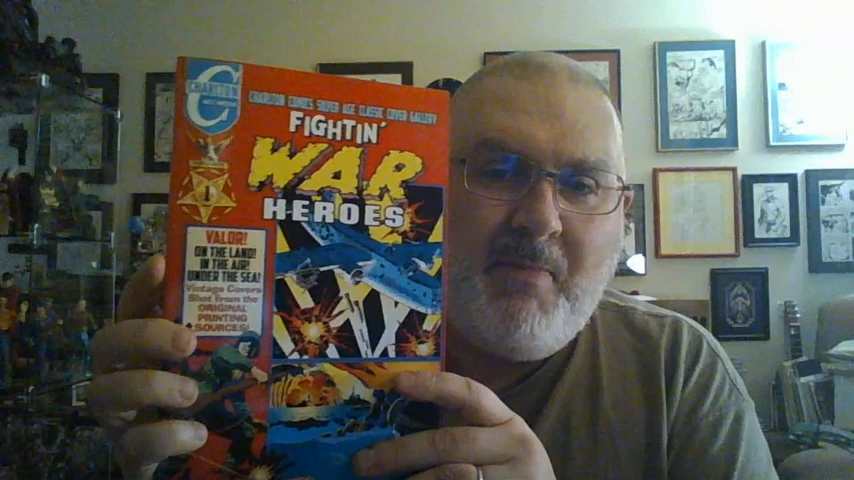 C
CHARLTON
CHARLTON COMICS SILVER AGE CLASSIC COVER GALLERY
FIGHTIN'
WAR
HEROES
1
VALOR!
ON THE LAND!
IN THE AIR!
UNDER THE SEA!
Vintage Covers
Shot From the
ORIGINAL
PRINTING
SOURCES!